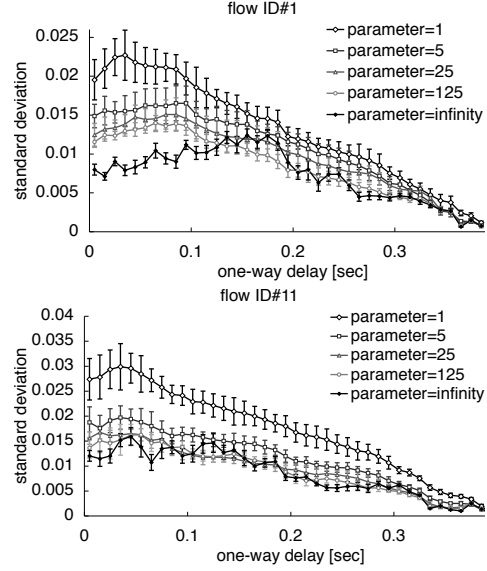 flow ID#1
0.025
0.02
0.015
0.01
0.005
0
standard deviation
parameter=1
parameter=5
parameter=25
parameter=125
parameter=infinity
0 0.1 0.2 0.3
one-way delay [sec]
flow ID#11
0.04
0.035
0.03
0.025
0.02
0.015
0.01
0.005
0
standard deviation
parameter=1
parameter=5
parameter=25
parameter=125
parameter=infinity
0 0.1 0.2 0.3
one-way delay [sec]